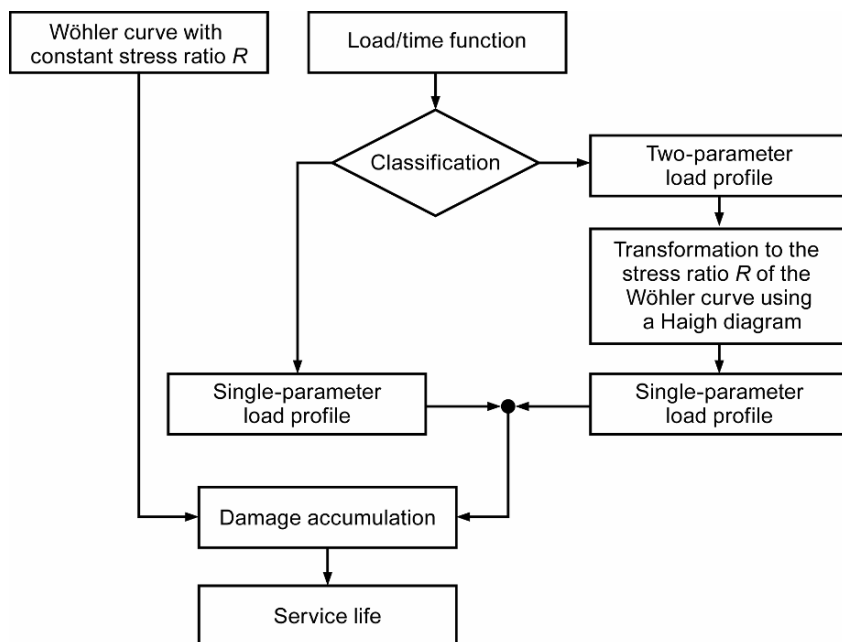 Wöhler curve with
constant stress ratio R
Load/time function
Classification
Two-parameter
load profile
Transformation to the
stress ratio R of the
Wöhler curve using
a Haigh diagram
Single-parameter
load profile
Single-parameter
load profile
Damage accumulation
Service life